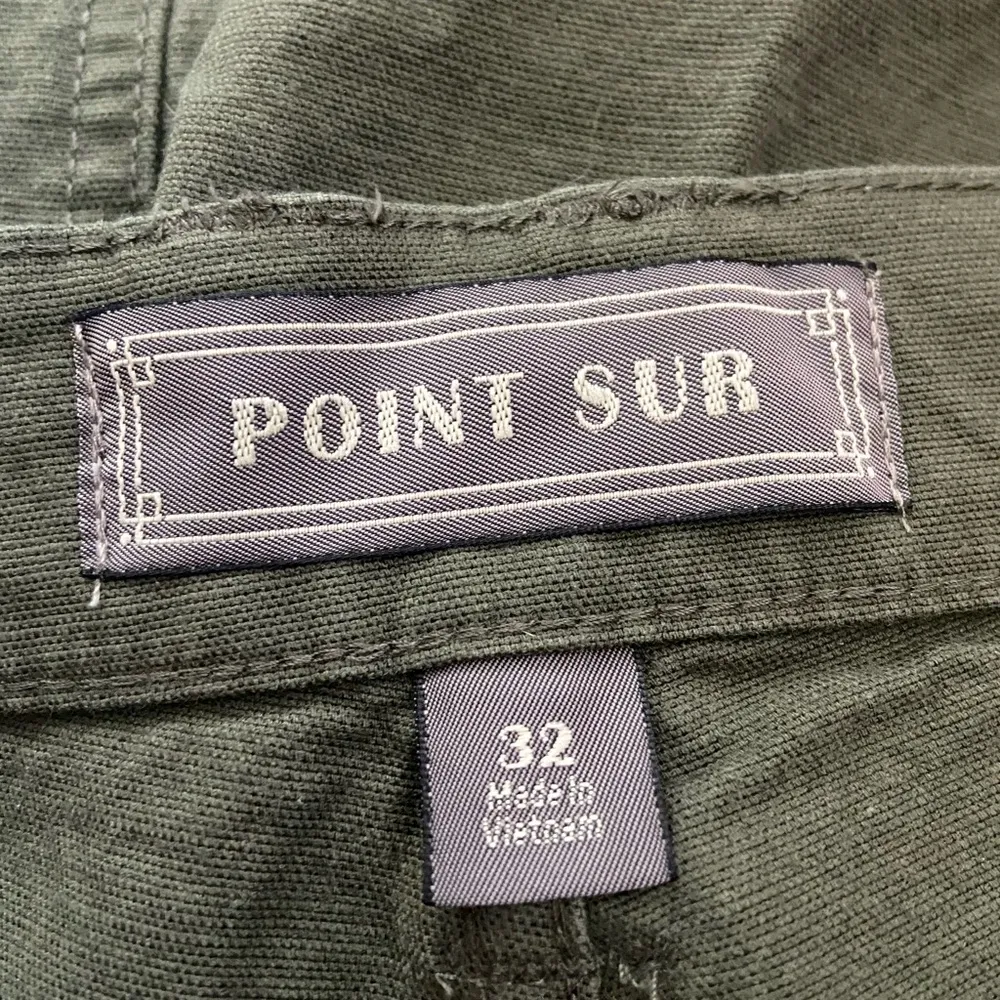 POINT SUR
32
Made in
Vietnam